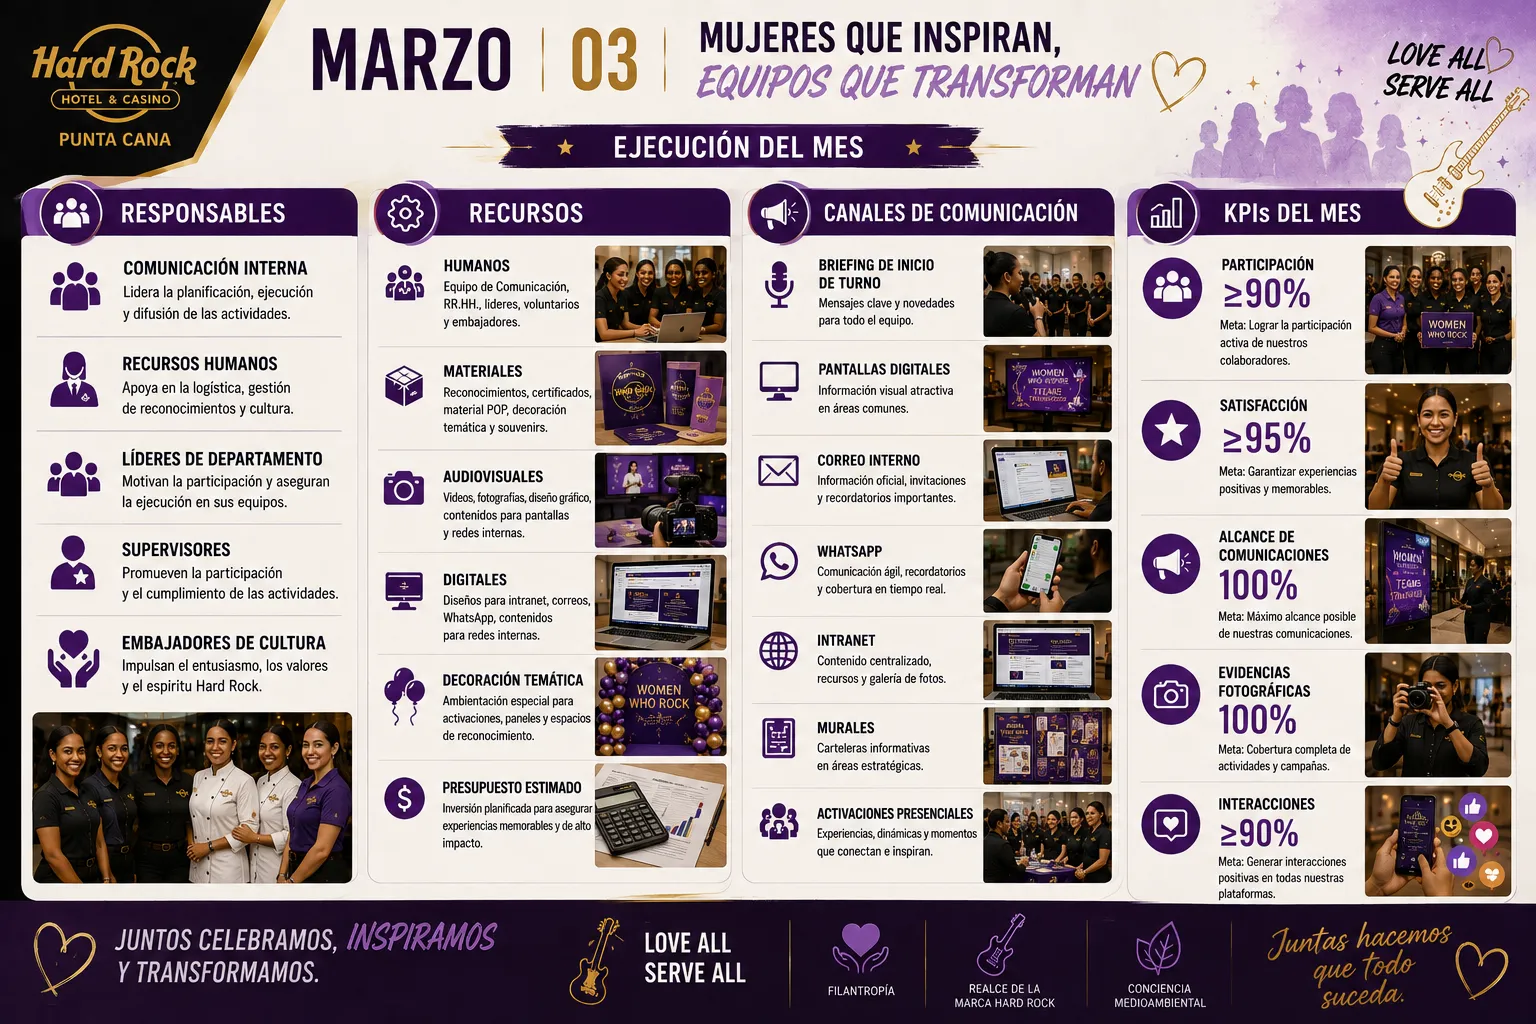 Hard Rock
HOTEL & CASINO
PUNTA CANA
MARZO
03
MUJERES QUE INSPIRAN,
EQUIPOS QUE TRANSFORMAN
LOVE ALL
SERVE ALL
EJECUCIÓN DEL MES
RESPONSABLES
COMUNICACIÓN INTERNA
Lidera la planificación, ejecución
y difusión de las actividades.
RECURSOS HUMANOS
Apoya en la logística, gestión
de reconocimientos y cultura.
LÍDERES DE DEPARTAMENTO
Motivan la participación y aseguran
la ejecución en sus equipos.
SUPERVISORES
Promueven la participación
y el cumplimiento de las actividades.
EMBAJADORES DE CULTURA
Impulsan el entusiasmo, los valores
y el espíritu Hard Rock.
RECURSOS
HUMANOS
Equipo de Comunicación,
RR.HH., líderes, voluntarios
y embajadores.
MATERIALES
Reconocimientos, certificados,
material POP, decoración
temática y souvenirs.
AUDIOVISUALES
Videos, fotografías, diseño gráfico,
contenidos para pantallas
y redes internas.
DIGITALES
Diseños para intranet, correos,
WhatsApp, contenidos
para redes internas.
DECORACIÓN TEMÁTICA
Ambientación especial para
activaciones, paneles y espacios
de reconocimiento.
WOMEN
WHO ROCK
PRESUPUESTO ESTIMADO
Inversión planificada para asegurar
experiencias memorables y de alto
impacto.
CANALES DE COMUNICACIÓN
BRIEFING DE INICIO
DE TURNO
Mensajes clave y novedades
para todo el equipo.
PANTALLAS DIGITALES
Información visual atractiva
en áreas comunes.
WOMEN
CORREO INTERNO
Información oficial, invitaciones
y recordatorios importantes.
WHATSAPP
Comunicación ágil, recordatorios
y cobertura en tiempo real.
INTRANET
Contenido centralizado,
recursos y galería de fotos.
MURALES
Carteleras informativas
en áreas estratégicas.
ACTIVACIONES PRESENCIALES
Experiencias, dinámicas y momentos
que conectan e inspiran.
KPIs DEL MES
PARTICIPACIÓN
≥90%
Meta: Lograr la participación
activa de nuestros
colaboradores.
WOMEN
WHO ROCK
SATISFACCIÓN
≥95%
Meta: Garantizar experiencias
positivas y memorables.
ALCANCE DE
COMUNICACIONES
100%
Meta: Máximo alcance posible
de nuestras comunicaciones.
EVIDENCIAS
FOTOGRÁFICAS
100%
Meta: Cobertura completa de
actividades y campañas.
INTERACCIONES
≥90%
Meta: Generar interacciones
positivas en todas nuestras
plataformas.
JUNTOS CELEBRAMOS, INSPIRAMOS
Y TRANSFORMAMOS.
LOVE ALL
SERVE ALL
FILANTROPÍA
REALCE DE LA
MARCA HARD ROCK
CONCIENCIA
MEDIOAMBIENTAL
Juntas hacemos
que todo
suceda.